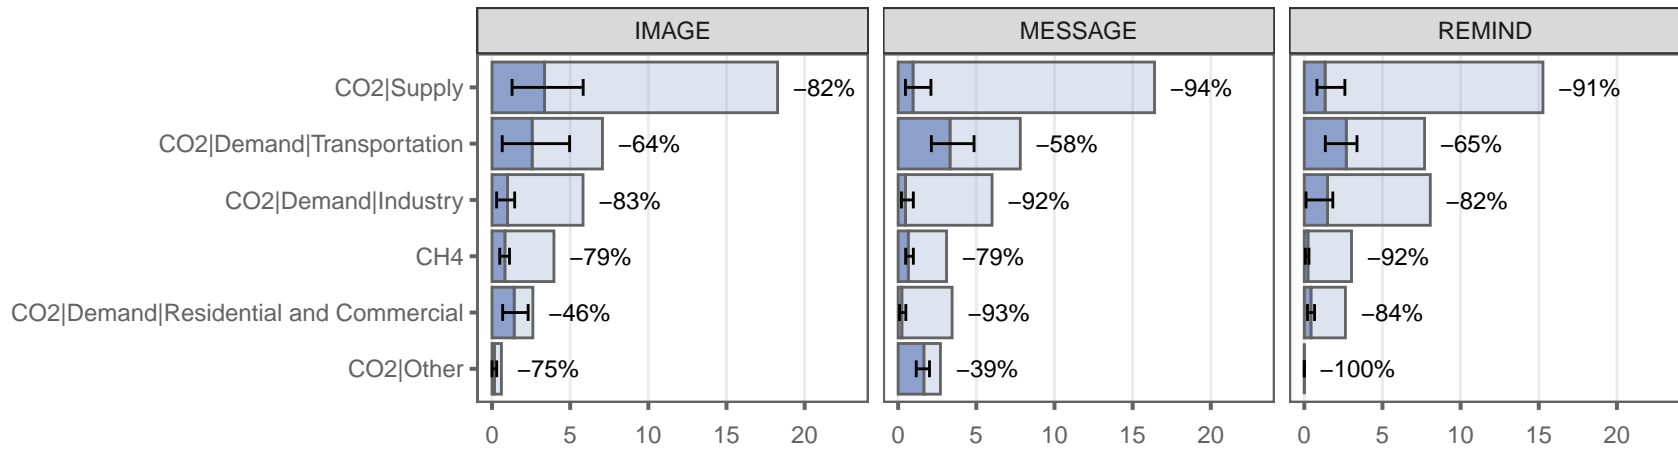 IMAGE MESSAGE REMIND
CO2|Supply −82% −94% −91%
CO2|Demand|Transportation −64% −58% −65%
CO2|Demand|Industry −83% −92% −82%
CH4 −79% −79% −92%
CO2|Demand|Residential and Commercial −46% −93% −84%
CO2|Other −75% −39% −100%
0 5 10 15 20 0 5 10 15 20 0 5 10 15 20